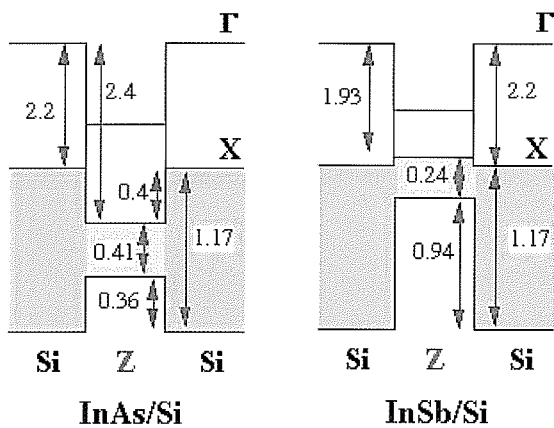 Γ Γ
2.2 2.4 1.93 2.2
X X
0.4 0.24
0.41 1.17 0.94 1.17
0.36
Si Z Si Si Z Si
InAs/Si InSb/Si